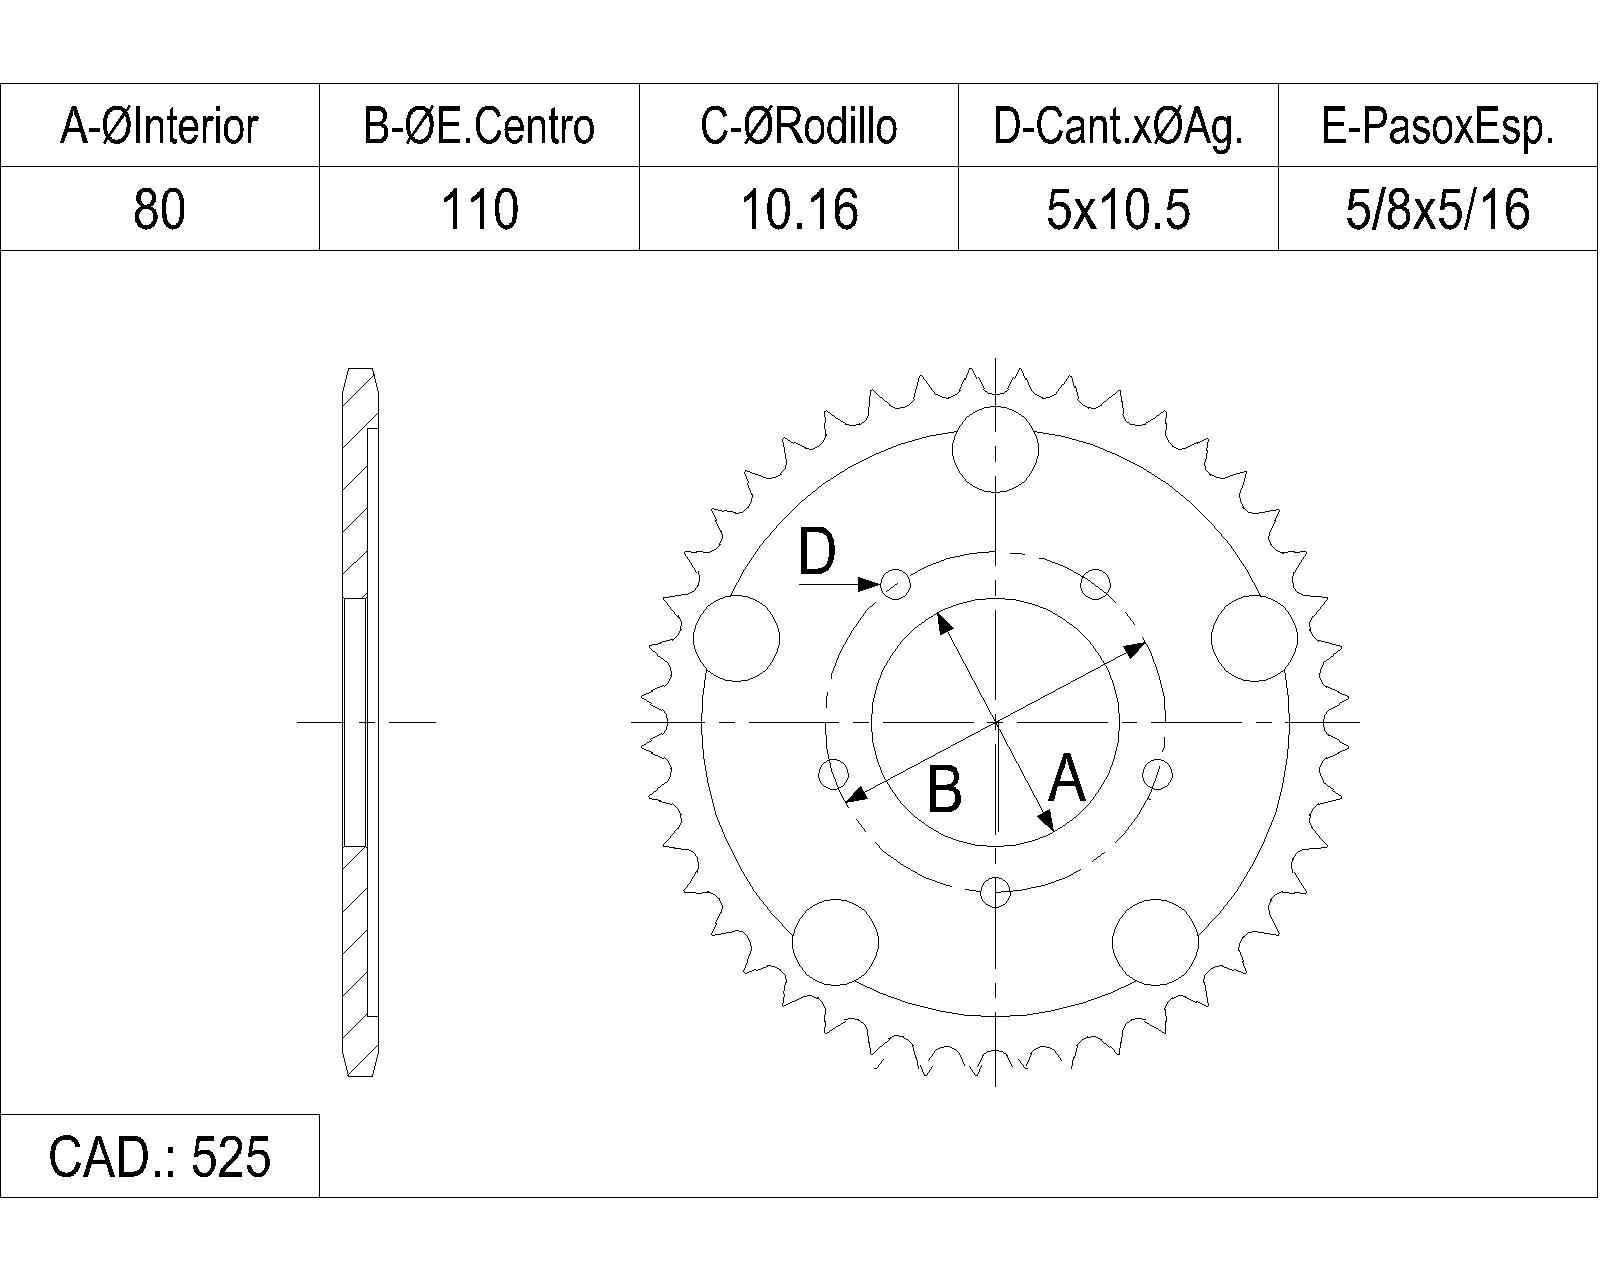 A-ØInterior B-ØE.Centro C-ØRodillo D-Cant.xØAg. E-PasoxEsp.
80 110 10.16 5x10.5 5/8x5/16
D
B A
CAD.: 525